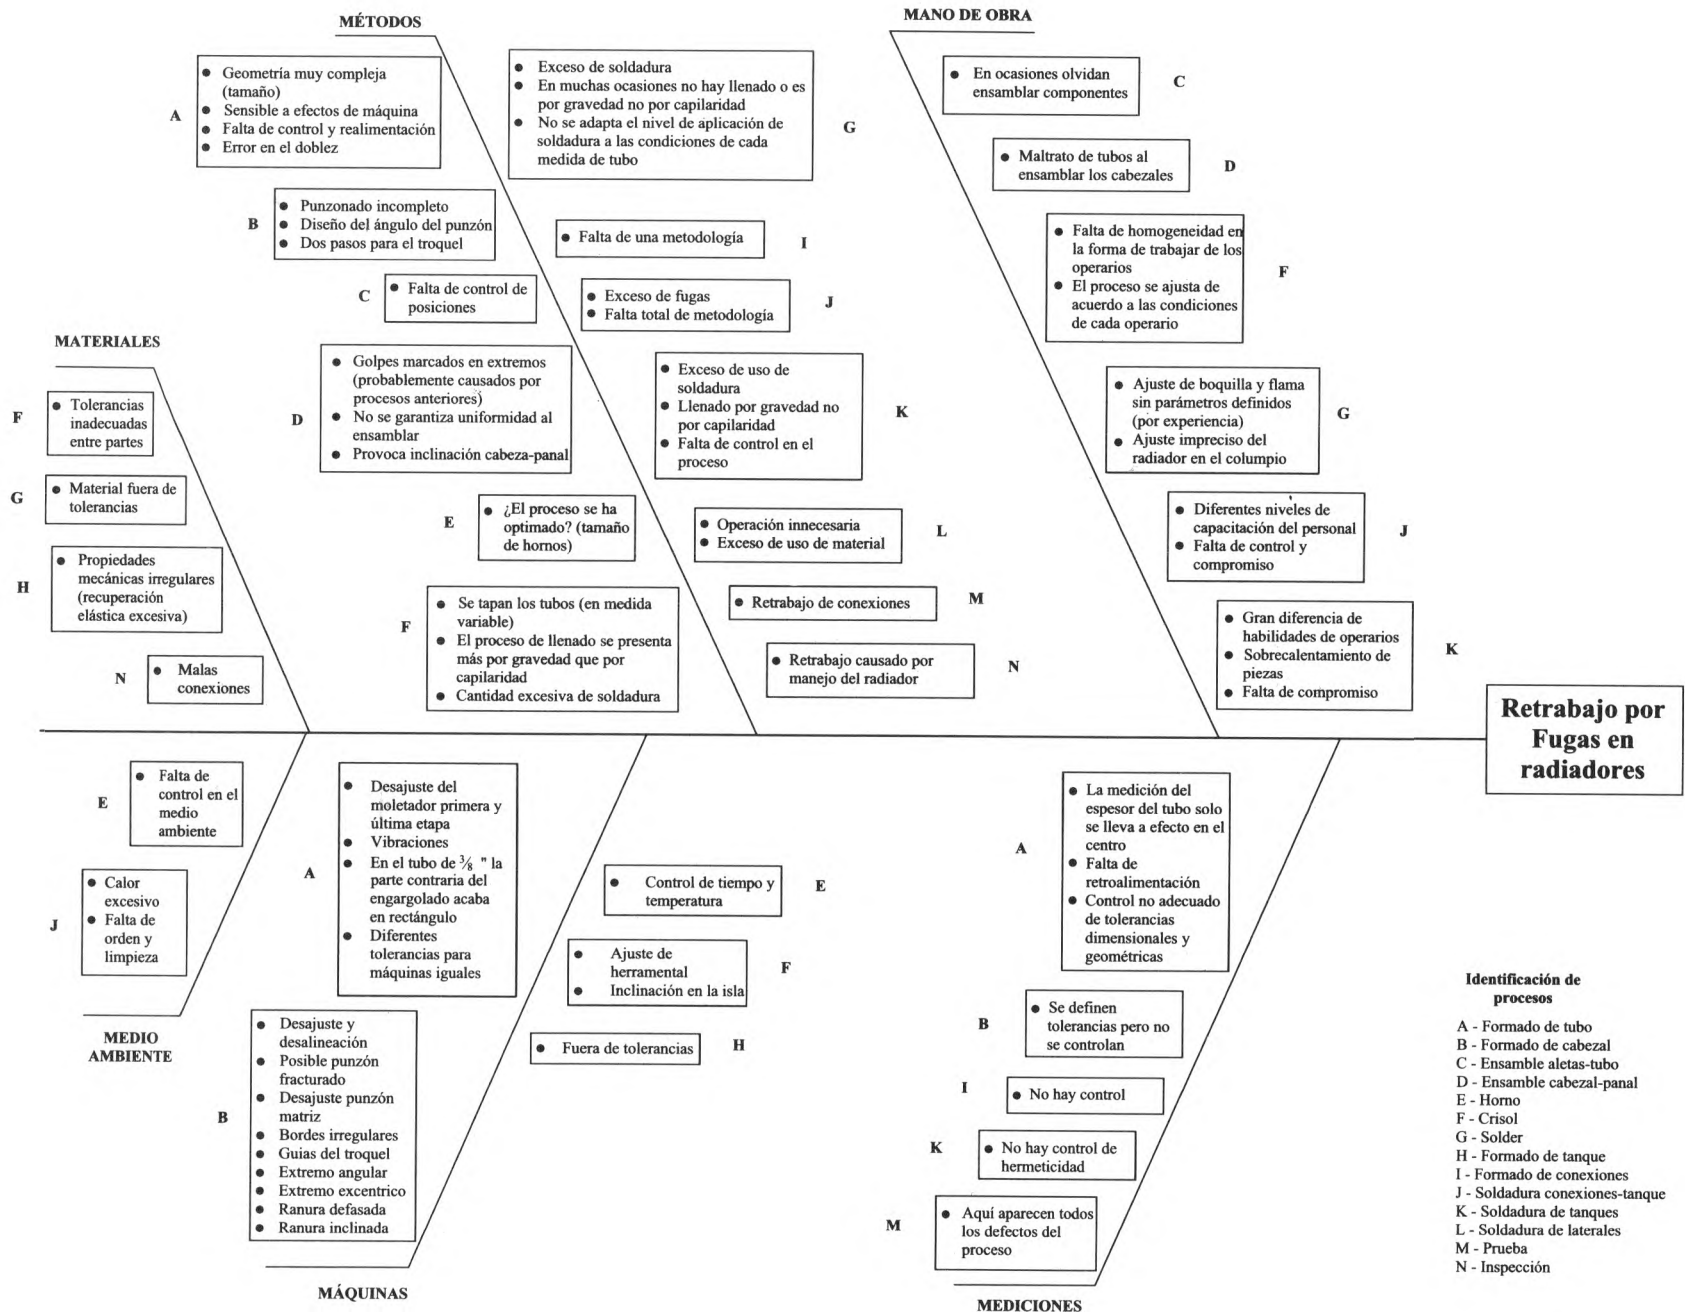 MÉTODOS
A
● Geometría muy compleja
(tamaño)
● Sensible a efectos de máquina
● Falta de control y realimentación
● Error en el doblez
B
● Punzonado incompleto
● Diseño del ángulo del punzón
● Dos pasos para el troquel
C
● Falta de control de
posiciones
D
● Golpes marcados en extremos
(probablemente causados por
procesos anteriores)
● No se garantiza uniformidad al
ensamblar
● Provoca inclinación cabeza-panal
E
● ¿El proceso se ha
optimado? (tamaño
de hornos)
F
● Se tapan los tubos (en medida
variable)
● El proceso de llenado se presenta
más por gravedad que por
capilaridad
● Cantidad excesiva de soldadura
● Exceso de soldadura
● En muchas ocasiones no hay llenado o es
por gravedad no por capilaridad
● No se adapta el nivel de aplicación de
soldadura a las condiciones de cada
medida de tubo
G
● Falta de una metodología
I
● Exceso de fugas
● Falta total de metodología
J
● Exceso de uso de
soldadura
● Llenado por gravedad no
por capilaridad
● Falta de control en el
proceso
K
● Operación innecesaria
● Exceso de uso de material
L
● Retrabajo de conexiones
M
● Retrabajo causado por
manejo del radiador
N
MANO DE OBRA
● En ocasiones olvidan
ensamblar componentes
C
● Maltrato de tubos al
ensamblar los cabezales
D
● Falta de homogeneidad en
la forma de trabajar de los
operarios
● El proceso se ajusta de
acuerdo a las condiciones
de cada operario
F
● Ajuste de boquilla y flama
sin parámetros definidos
(por experiencia)
● Ajuste impreciso del
radiador en el columpio
G
● Diferentes niveles de
capacitación del personal
● Falta de control y
compromiso
J
● Gran diferencia de
habilidades de operarios
● Sobrecalentamiento de
piezas
● Falta de compromiso
K
MATERIALES
F
● Tolerancias
inadecuadas
entre partes
G
● Material fuera de
tolerancias
H
● Propiedades
mecánicas irregulares
(recuperación
elástica excesiva)
N
● Malas
conexiones
Retrabajo por
Fugas en
radiadores
E
● Falta de
control en el
medio
ambiente
J
● Calor
excesivo
● Falta de
orden y
limpieza
MEDIO
AMBIENTE
A
● Desajuste del
moletador primera y
última etapa
● Vibraciones
● En el tubo de ⅜ " la
parte contraria del
engargolado acaba
en rectángulo
● Diferentes
tolerancias para
máquinas iguales
B
● Desajuste y
desalineación
● Posible punzón
fracturado
● Desajuste punzón
matriz
● Bordes irregulares
● Guias del troquel
● Extremo angular
● Extremo excentrico
● Ranura defasada
● Ranura inclinada
● Control de tiempo y
temperatura
E
● Ajuste de
herramental
● Inclinación en la isla
F
● Fuera de tolerancias
H
MÁQUINAS
A
● La medición del
espesor del tubo solo
se lleva a efecto en el
centro
● Falta de
retroalimentación
● Control no adecuado
de tolerancias
dimensionales y
geométricas
B
● Se definen
tolerancias pero no
se controlan
I
● No hay control
K
● No hay control de
hermeticidad
M
● Aquí aparecen todos
los defectos del
proceso
MEDICIONES
Identificación de
procesos
A - Formado de tubo
B - Formado de cabezal
C - Ensamble aletas-tubo
D - Ensamble cabezal-panal
E - Horno
F - Crisol
G - Solder
H - Formado de tanque
I - Formado de conexiones
J - Soldadura conexiones-tanque
K - Soldadura de tanques
L - Soldadura de laterales
M - Prueba
N - Inspección